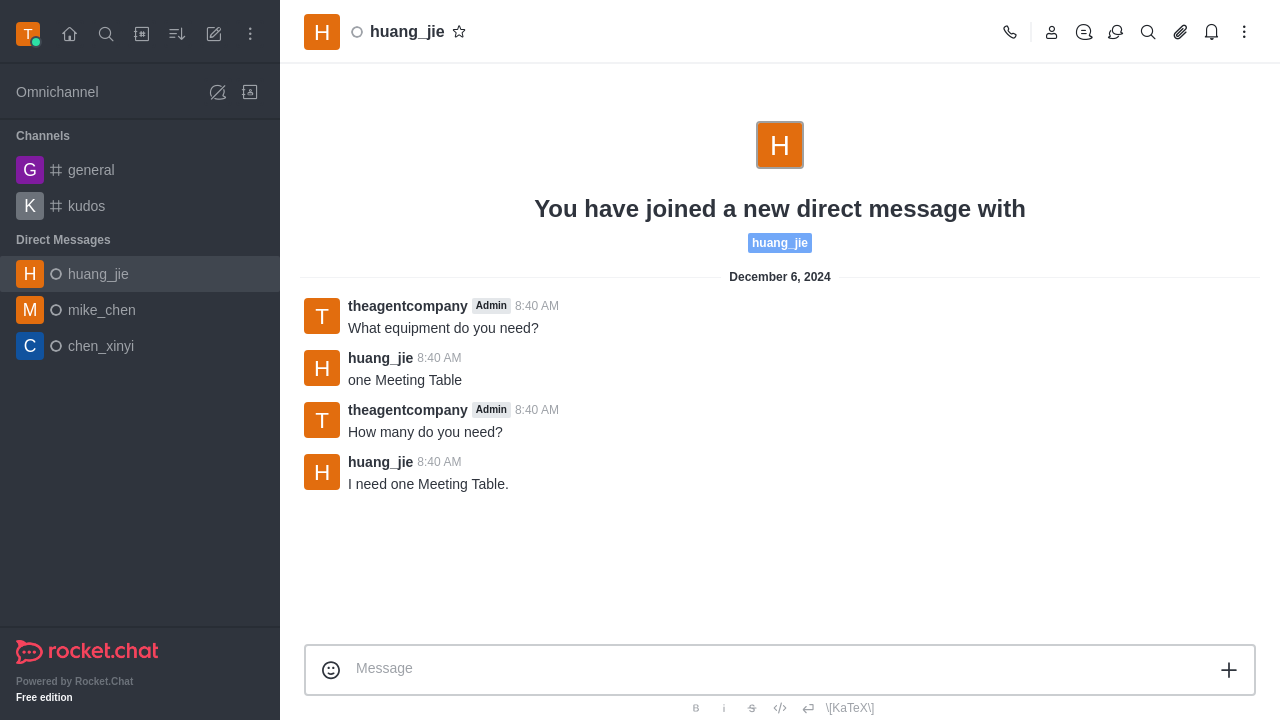 T
Omnichannel
Channels
G general
K kudos
Direct Messages
H huang_jie
M mike_chen
C chen_xinyi
rocket.chat
Powered by Rocket.Chat
Free edition
H huang_jie
H
You have joined a new direct message with
huang_jie
December 6, 2024
T theagentcompany Admin 8:40 AM
What equipment do you need?
H huang_jie 8:40 AM
one Meeting Table
T theagentcompany Admin 8:40 AM
How many do you need?
H huang_jie 8:40 AM
I need one Meeting Table.
Message
B i S </> \[KaTeX\]